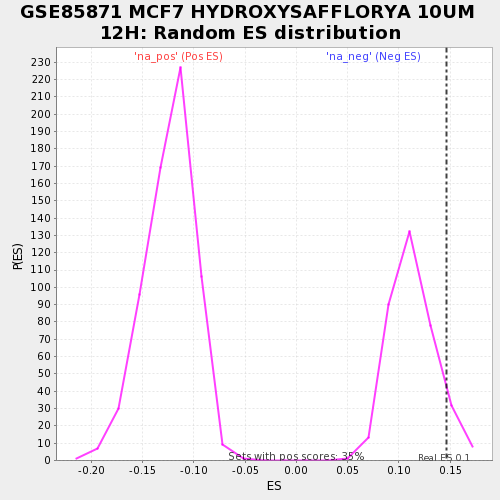 GSE85871 MCF7 HYDROXYSAFFLORYA 10UM
12H: Random ES distribution
'na_pos' (Pos ES)
'na_neg' (Neg ES)
230
220
210
200
190
180
170
160
150
140
130
120
110
100
90
80
70
60
50
40
30
20
10
0
P(ES)
Sets with pos scores: 35%
Real ES 0.1
-0.20 -0.15 -0.10 -0.05 0.00 0.05 0.10 0.15
ES